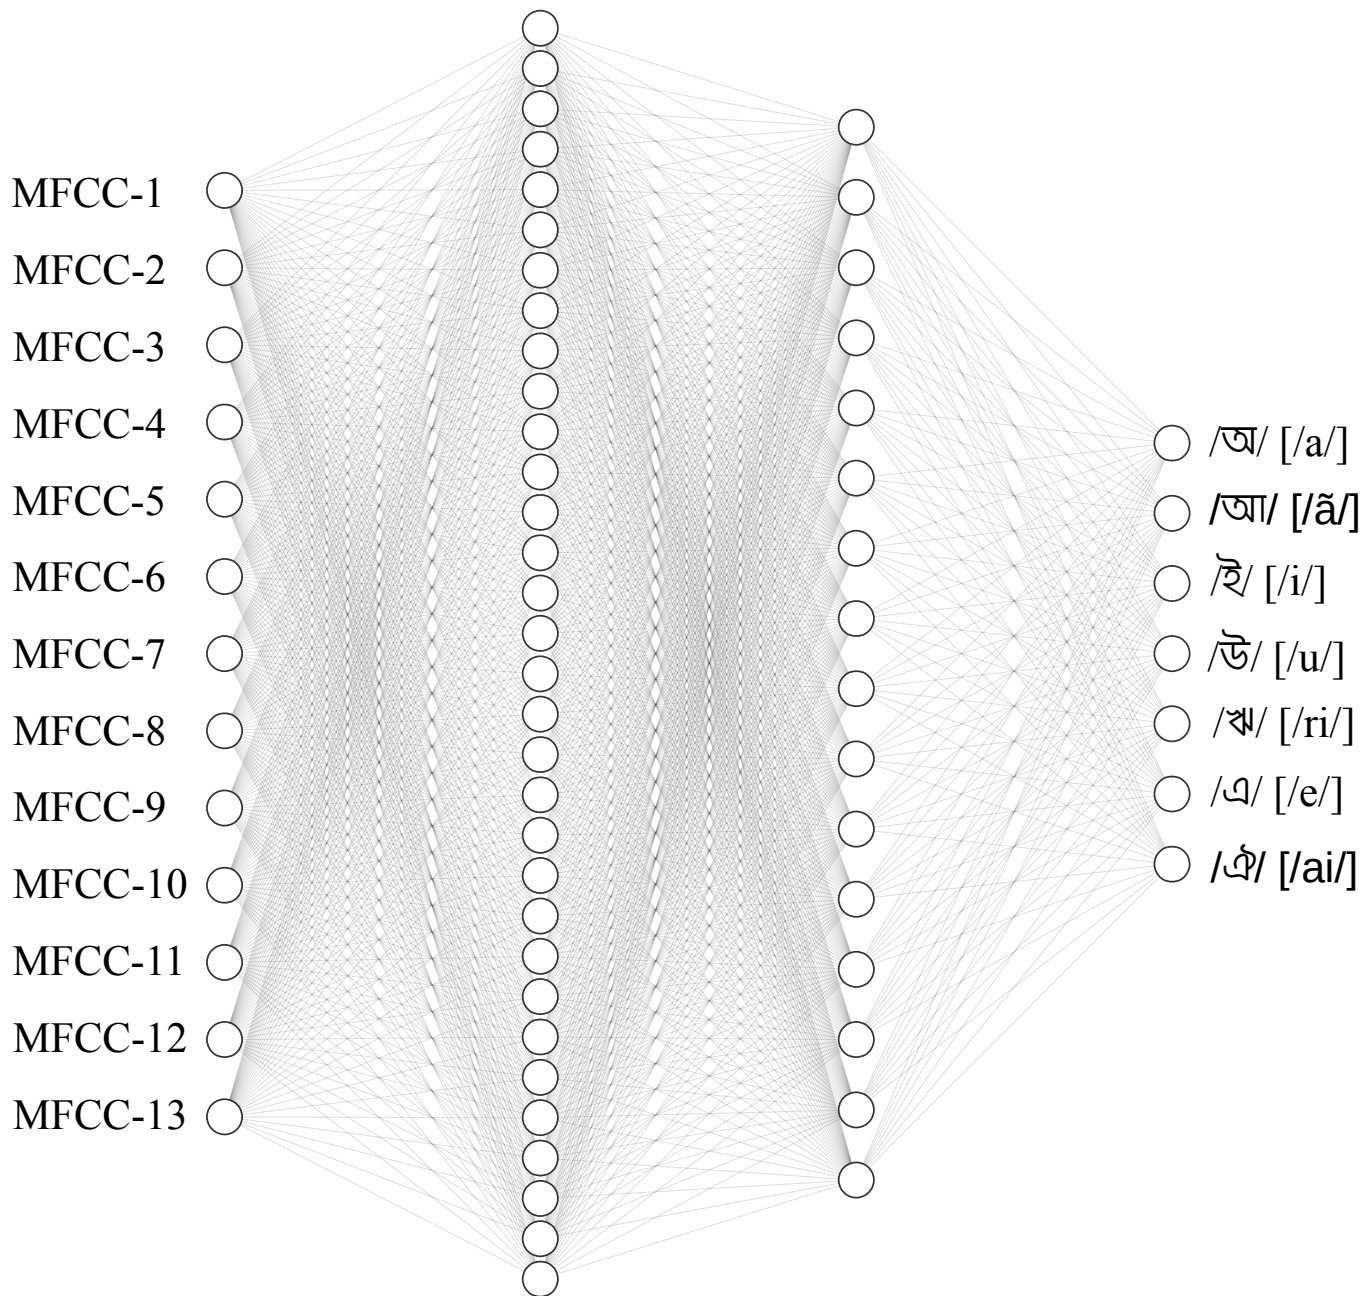 MFCC-1
MFCC-2
MFCC-3
MFCC-4
MFCC-5
MFCC-6
MFCC-7
MFCC-8
MFCC-9
MFCC-10
MFCC-11
MFCC-12
MFCC-13
/অ/ [/a/]
/আ/ [/ã/]
/ই/ [/i/]
/উ/ [/u/]
/ঋ/ [/ri/]
/এ/ [/e/]
/ঐ/ [/ai/]